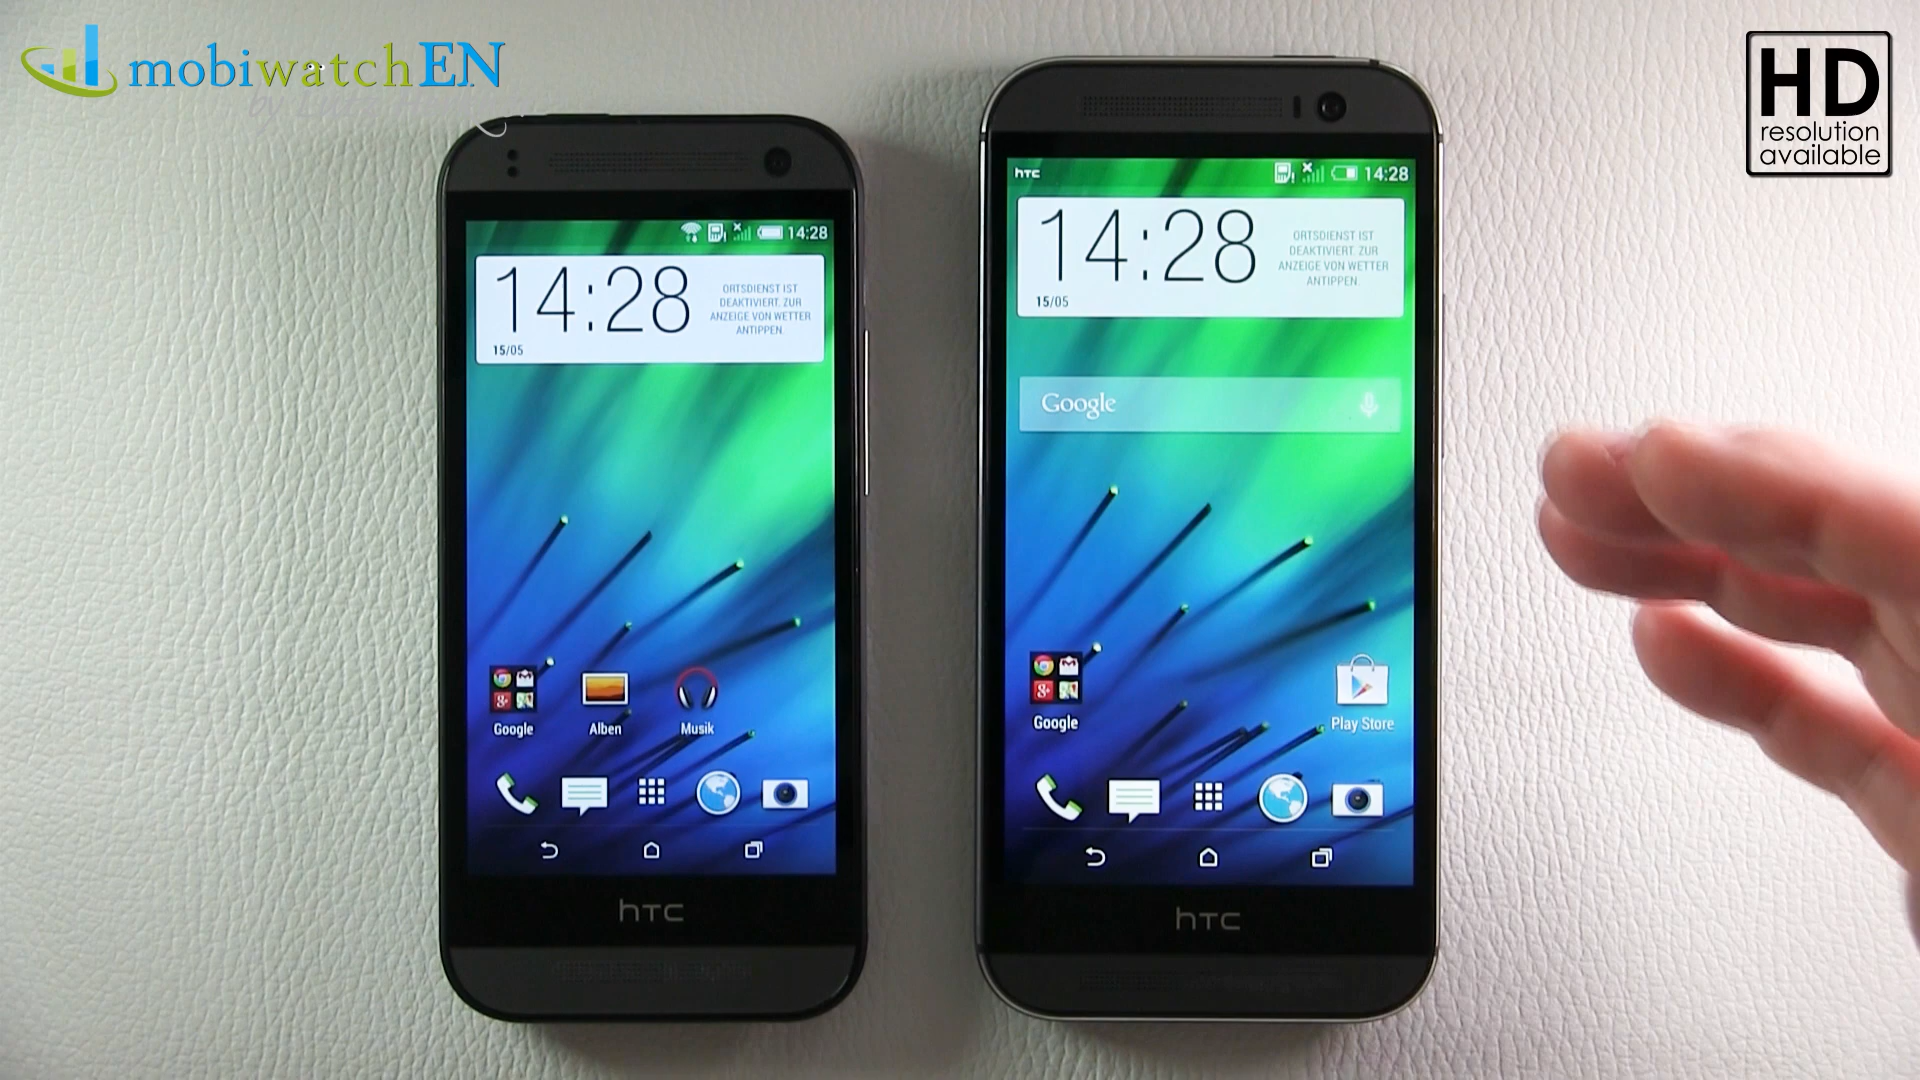 mobiwatchEN
HD
resolution
available
14:28
14:28
ORTSDIENST IST
DEAKTIVIERT. ZUR
ANZEIGE VON WETTER
ANTIPPEN.
15/05
Google
Alben
Musik
hTC
hTC
14:28
14:28
ORTSDIENST IST
DEAKTIVIERT. ZUR
ANZEIGE VON WETTER
ANTIPPEN.
15/05
Google
Google
Play Store
hTC